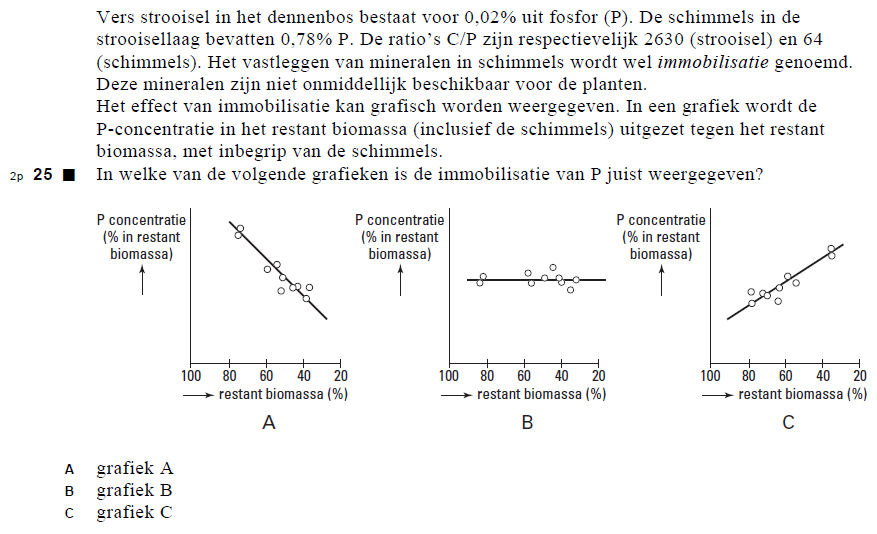 Vers strooisel in het dennenbos bestaat voor 0,02% uit fosfor (P). De schimmels in de
strooisellaag bevatten 0,78% P. De ratio's C/P zijn respectievelijk 2630 (strooisel) en 64
(schimmels). Het vastleggen van mineralen in schimmels wordt wel immobilisatie genoemd.
Deze mineralen zijn niet onmiddellijk beschikbaar voor de planten.
Het effect van immobilisatie kan grafisch worden weergegeven. In een grafiek wordt de
P-concentratie in het restant biomassa (inclusief de schimmels) uitgezet tegen het restant
biomassa, met inbegrip van de schimmels.
2p 25 ■ In welke van de volgende grafieken is de immobilisatie van P juist weergegeven?
P concentratie
(% in restant
biomassa)
100 80 60 40 20
restant biomassa (%)
A
P concentratie
(% in restant
biomassa)
100 80 60 40 20
restant biomassa (%)
B
P concentratie
(% in restant
biomassa)
100 80 60 40 20
restant biomassa (%)
C
A grafiek A
B grafiek B
C grafiek C